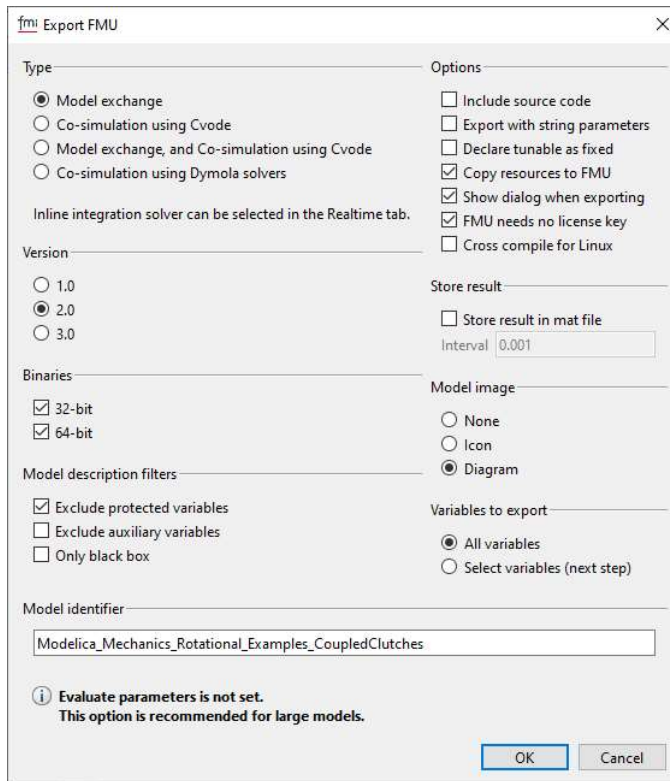 fmi Export FMU
Type
Model exchange
Co-simulation using Cvode
Model exchange, and Co-simulation using Cvode
Co-simulation using Dymola solvers
Inline integration solver can be selected in the Realtime tab.
Version
1.0
2.0
3.0
Binaries
32-bit
64-bit
Model description filters
Exclude protected variables
Exclude auxiliary variables
Only black box
Options
Include source code
Export with string parameters
Declare tunable as fixed
Copy resources to FMU
Show dialog when exporting
FMU needs no license key
Cross compile for Linux
Store result
Store result in mat file
Interval 0.001
Model image
None
Icon
Diagram
Variables to export
All variables
Select variables (next step)
Model identifier
Modelica_Mechanics_Rotational_Examples_CoupledClutches
Evaluate parameters is not set.
This option is recommended for large models.
OK Cancel